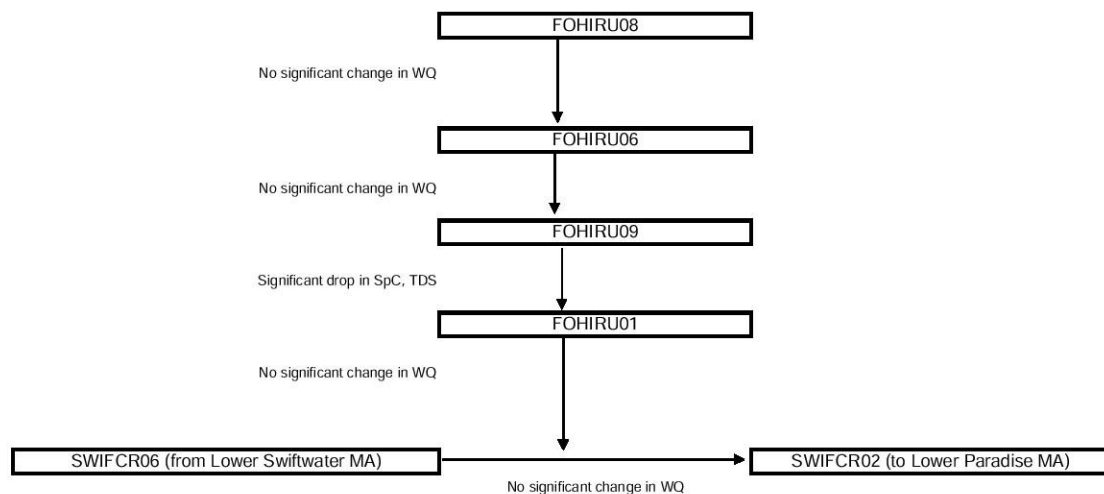 FOHIRU08
No significant change in WQ
FOHIRU06
No significant change in WQ
FOHIRU09
Significant drop in SpC, TDS
FOHIRU01
No significant change in WQ
SWIFCR06 (from Lower Swiftwater MA)
SWIFCR02 (to Lower Paradise MA)
No significant change in WQ